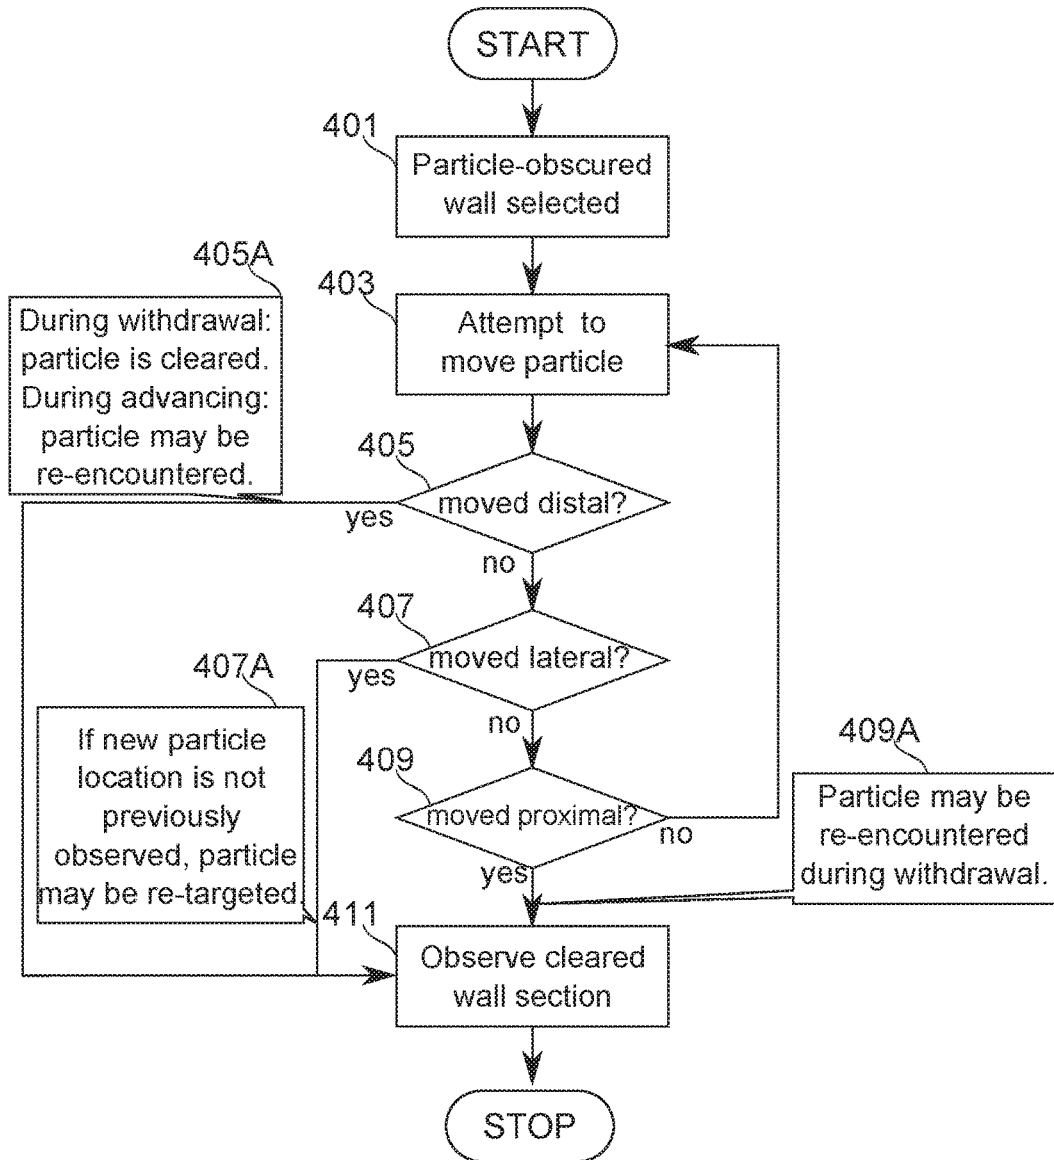 START
401
Particle-obscured
wall selected
405A
403
During withdrawal:
particle is cleared.
During advancing:
particle may be
re-encountered.
Attempt to
move particle
405
moved distal?
yes
no
407
moved lateral?
yes
407A
no
If new particle
location is not
previously
observed, particle
may be re-targeted
409
moved proximal?
no
yes
409A
Particle may be
re-encountered
during withdrawal.
411
Observe cleared
wall section
STOP